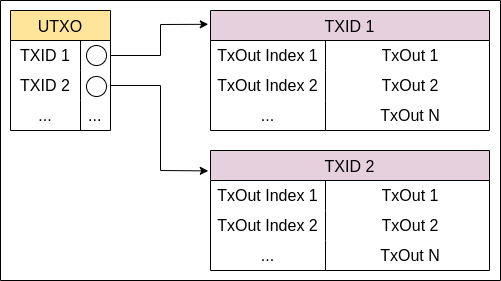 UTXO
TXID 1
TXID 2
... ...
TXID 1
TxOut Index 1 TxOut 1
TxOut Index 2 TxOut 2
... TxOut N
TXID 2
TxOut Index 1 TxOut 1
TxOut Index 2 TxOut 2
... TxOut N